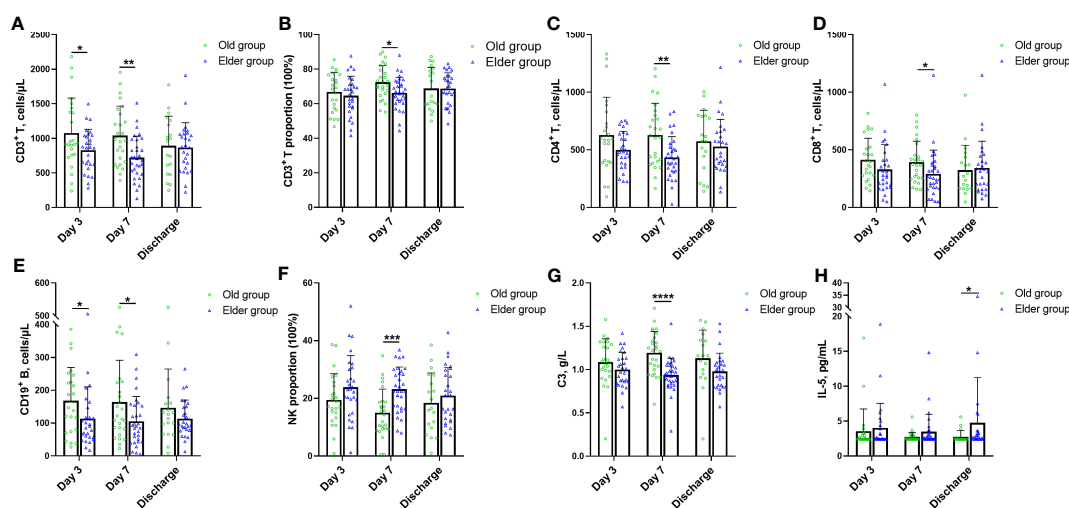 A
CD3+ T, cells/μL
2500
2000
1500
1000
500
0
*
**
Old group
Elder group
Day 3
Day 7
Discharge
B
CD3+ T proportion (100%)
100
80
60
40
20
0
*
Old group
Elder group
Day 3
Day 7
Discharge
C
CD4+ T, cells/μL
1500
1000
500
0
**
Old group
Elder group
Day 3
Day 7
Discharge
D
CD8+ T, cells/μL
1500
1000
500
0
*
Old group
Elder group
Day 3
Day 7
Discharge
E
CD19+ B, cells/μL
600
500
400
300
200
100
0
*
*
Old group
Elder group
Day 3
Day 7
Discharge
F
NK proportion (100%)
60
40
20
0
***
Old group
Elder group
Day 3
Day 7
Discharge
G
C3, g/L
2.0
1.5
1.0
0.5
0.0
****
Old group
Elder group
Day 3
Day 7
Discharge
H
IL-5, pg/mL
40
35
30
25
20
15
10
5
0
*
Old group
Elder group
Day 3
Day 7
Discharge